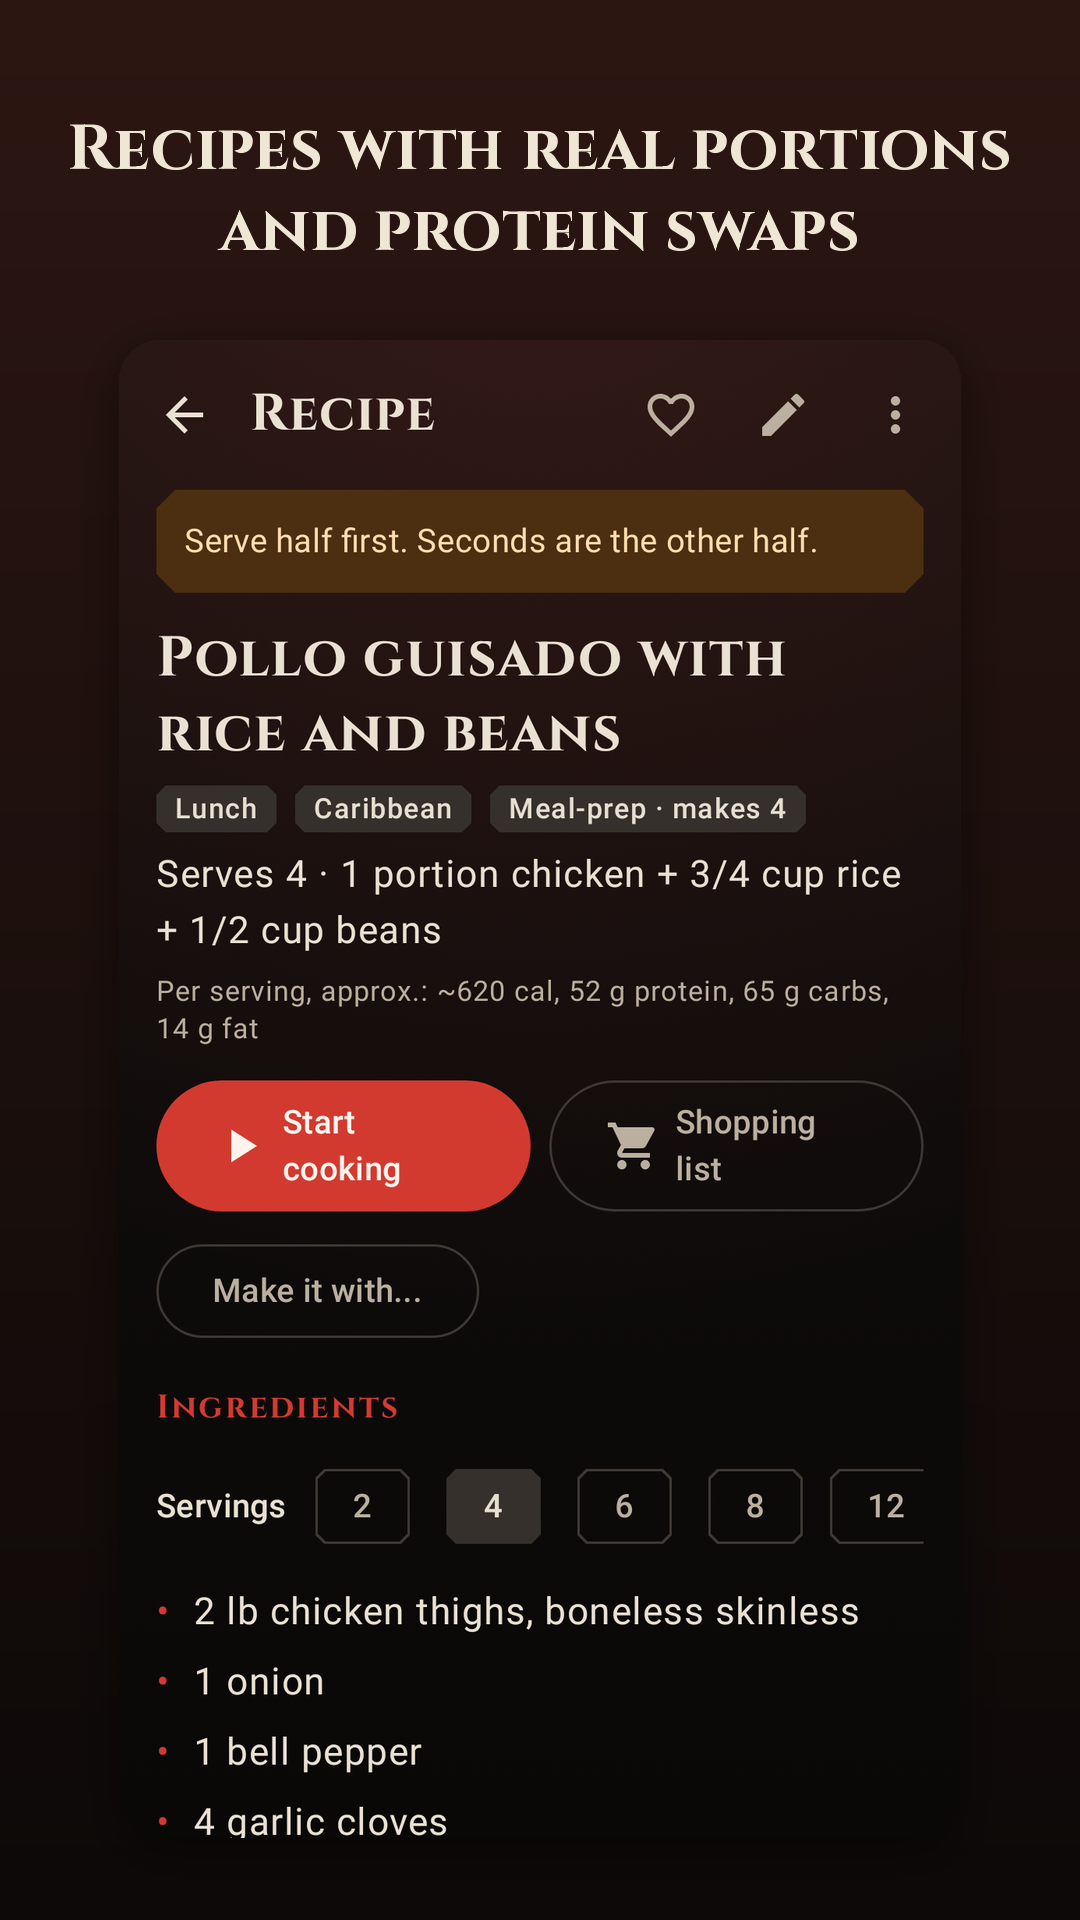 Recipes with real portions
and protein swaps
Recipe
Serve half first. Seconds are the other half.
Pollo guisado with
rice and beans
Lunch
Caribbean
Meal-prep · makes 4
Serves 4 · 1 portion chicken + 3/4 cup rice
+ 1/2 cup beans
Per serving, approx.: ~620 cal, 52 g protein, 65 g carbs,
14 g fat
Start
cooking
Shopping
list
Make it with...
Ingredients
Servings 2 4 6 8 12
• 2 lb chicken thighs, boneless skinless
• 1 onion
• 1 bell pepper
• 4 garlic cloves